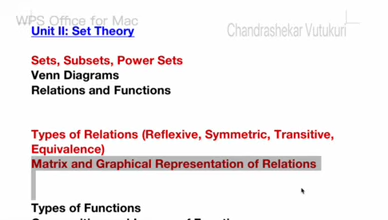 WPS Office for Mac
Chandrashekar Vutukuri
Unit II: Set Theory
Sets, Subsets, Power Sets
Venn Diagrams
Relations and Functions
Types of Relations (Reflexive, Symmetric, Transitive,
Equivalence)
Matrix and Graphical Representation of Relations
Types of Functions